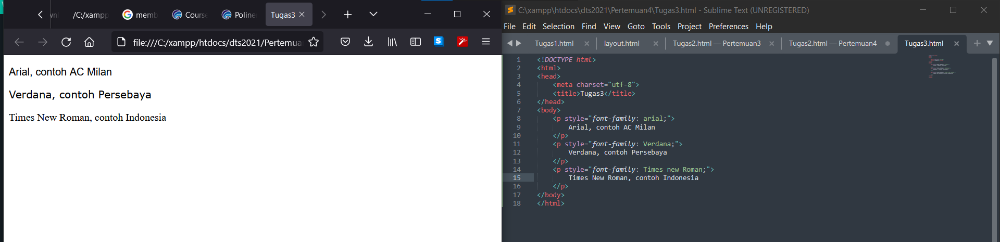 /C:/xampp
memb
Course
Poline
Tugas3
file:///C:/xampp/htdocs/dts2021/Pertemua
Arial, contoh AC Milan
Verdana, contoh Persebaya
Times New Roman, contoh Indonesia
C:\xampp\htdocs\dts2021\Pertemuan4\Tugas3.html - Sublime Text (UNREGISTERED)
File Edit Selection Find View Goto Tools Project Preferences Help
Tugas1.html layout.html Tugas2.html — Pertemuan3 Tugas2.html — Pertemuan4 Tugas3.html
1 <!DOCTYPE html>
2 <html>
3 <head>
4 <meta charset="utf-8">
5 <title>Tugas3</title>
6 </head>
7 <body>
8 <p style="font-family: arial;">
9 Arial, contoh AC Milan
10 </p>
11 <p style="font-family: Verdana;">
12 Verdana, contoh Persebaya
13 </p>
14 <p style="font-family: Times new Roman;">
15 Times New Roman, contoh Indonesia
16 </p>
17 </body>
18 </html>